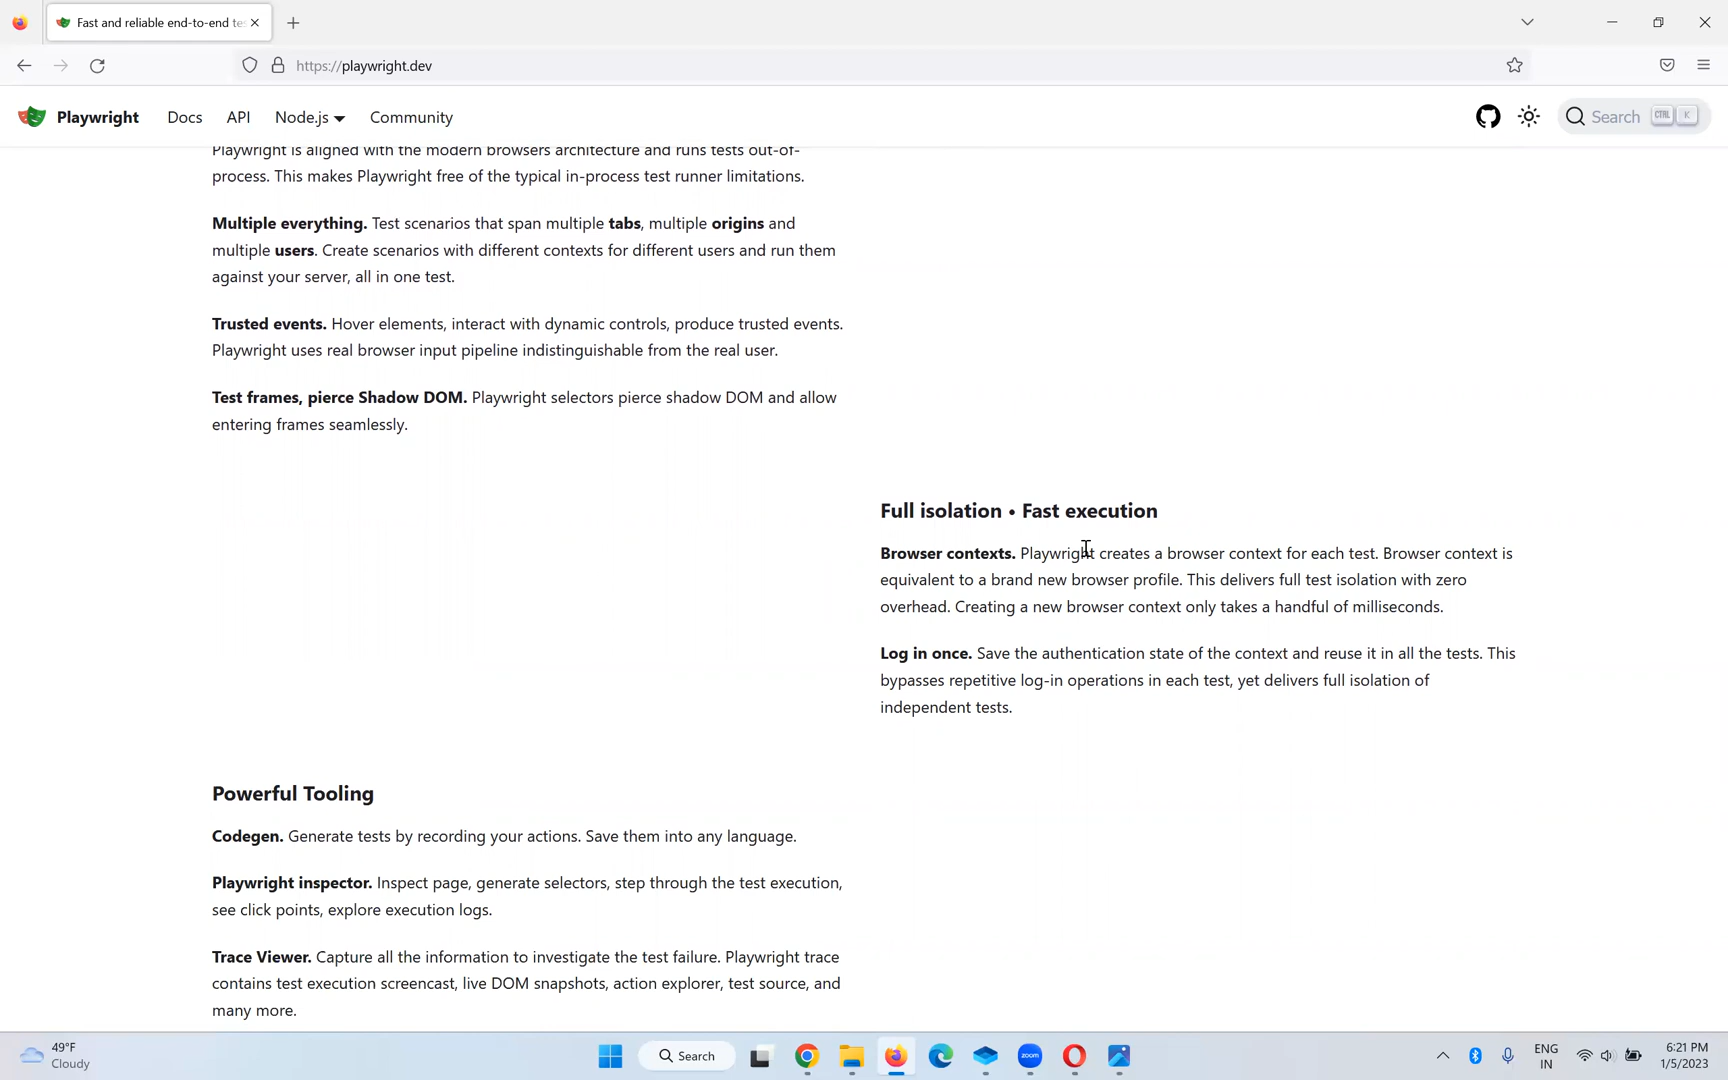 Fast and reliable end-to-end te
https://playwright.dev
Playwright Docs API Node.js Community Search CTRL K
Playwright is aligned with the modern browsers architecture and runs tests out-of-
process. This makes Playwright free of the typical in-process test runner limitations.
Multiple everything. Test scenarios that span multiple tabs, multiple origins and
multiple users. Create scenarios with different contexts for different users and run them
against your server, all in one test.
Trusted events. Hover elements, interact with dynamic controls, produce trusted events.
Playwright uses real browser input pipeline indistinguishable from the real user.
Test frames, pierce Shadow DOM. Playwright selectors pierce shadow DOM and allow
entering frames seamlessly.
Full isolation • Fast execution
Browser contexts. Playwright creates a browser context for each test. Browser context is
equivalent to a brand new browser profile. This delivers full test isolation with zero
overhead. Creating a new browser context only takes a handful of milliseconds.
Log in once. Save the authentication state of the context and reuse it in all the tests. This
bypasses repetitive log-in operations in each test, yet delivers full isolation of
independent tests.
Powerful Tooling
Codegen. Generate tests by recording your actions. Save them into any language.
Playwright inspector. Inspect page, generate selectors, step through the test execution,
see click points, explore execution logs.
Trace Viewer. Capture all the information to investigate the test failure. Playwright trace
contains test execution screencast, live DOM snapshots, action explorer, test source, and
many more.
49°F
Cloudy
Search
zoom
ENG
IN
6:21 PM
1/5/2023